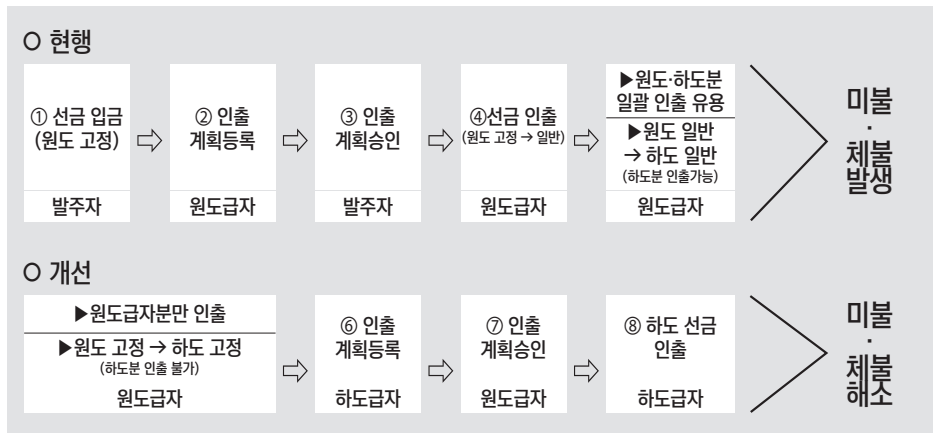 ○ 현행
① 선금 입금
(원도 고정)
발주자
② 인출
계획등록
원도급자
③ 인출
계획승인
발주자
④선금 인출
(원도 고정 → 일반)
원도급자
▶원도·하도분
일괄 인출 유용
▶원도 일반
→ 하도 일반
(하도분 인출가능)
원도급자
미불
·
체불
발생
○ 개선
▶원도급자분만 인출
▶원도 고정 → 하도 고정
(하도분 인출 불가)
원도급자
⑥ 인출
계획등록
하도급자
⑦ 인출
계획승인
원도급자
⑧ 하도 선금
인출
하도급자
미불
·
체불
해소